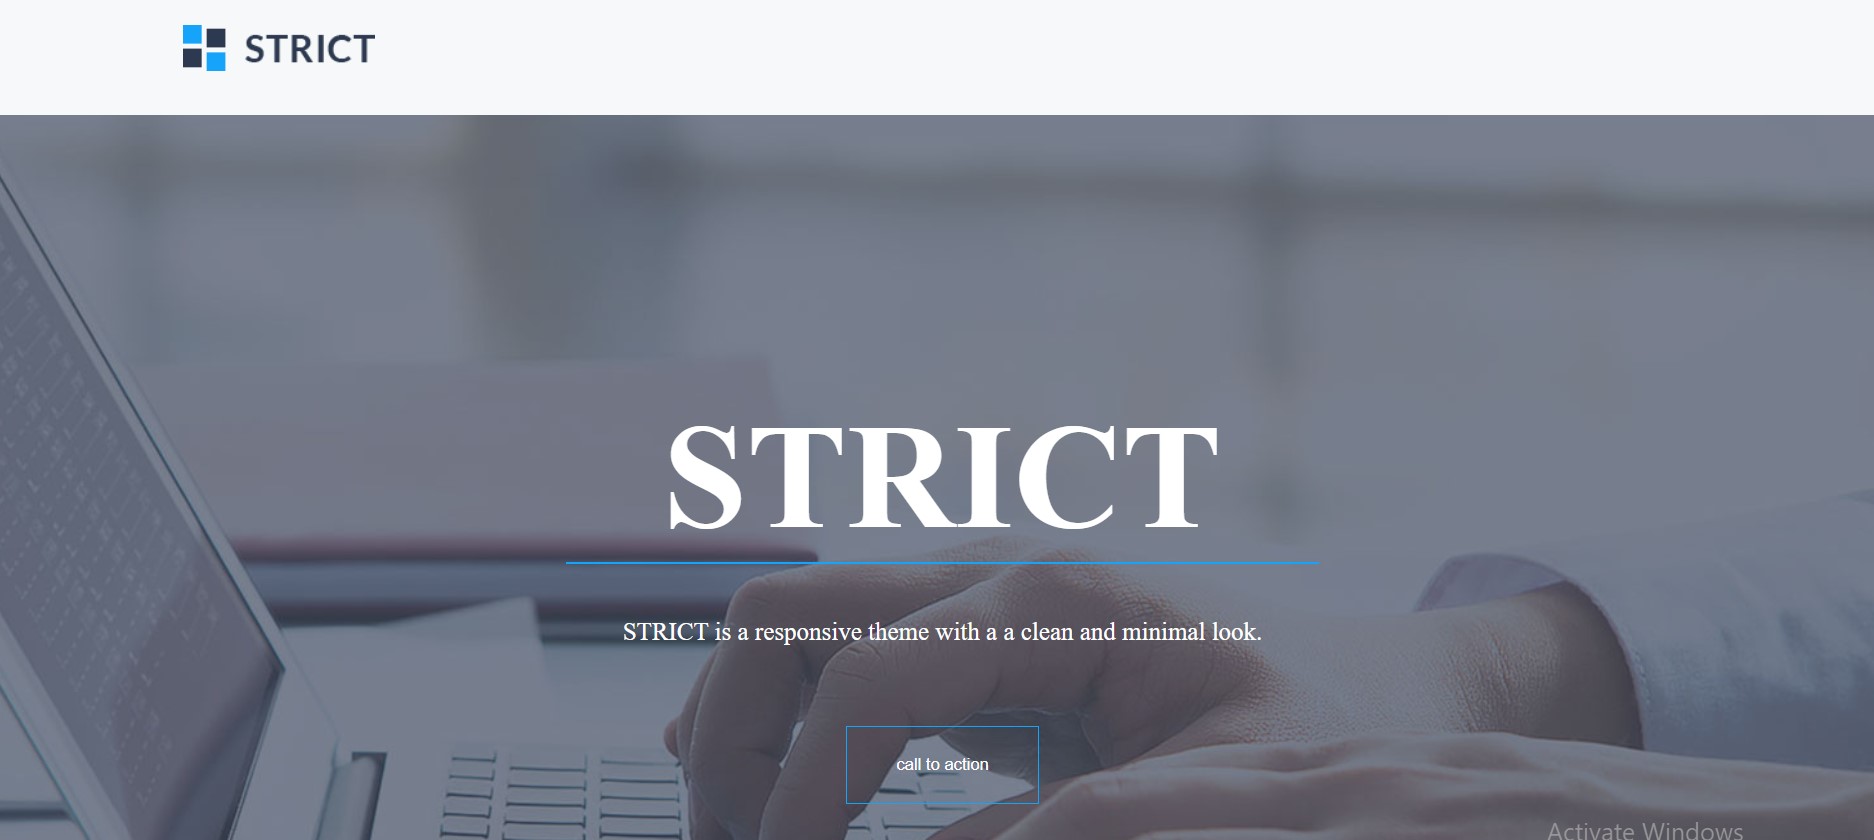 STRICT
STRICT
STRICT is a responsive theme with a a clean and minimal look.
call to action
Activate Windows